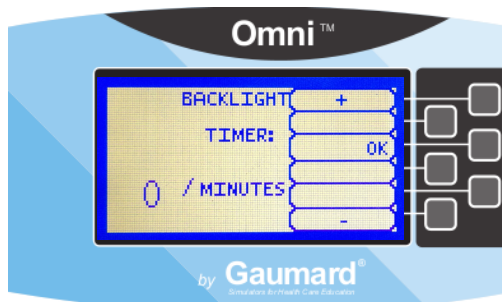 Omni™
BACKLIGHT +
TIMER:
OK
0 / MINUTES
-
by Gaumard®
Simulators for Health Care Education